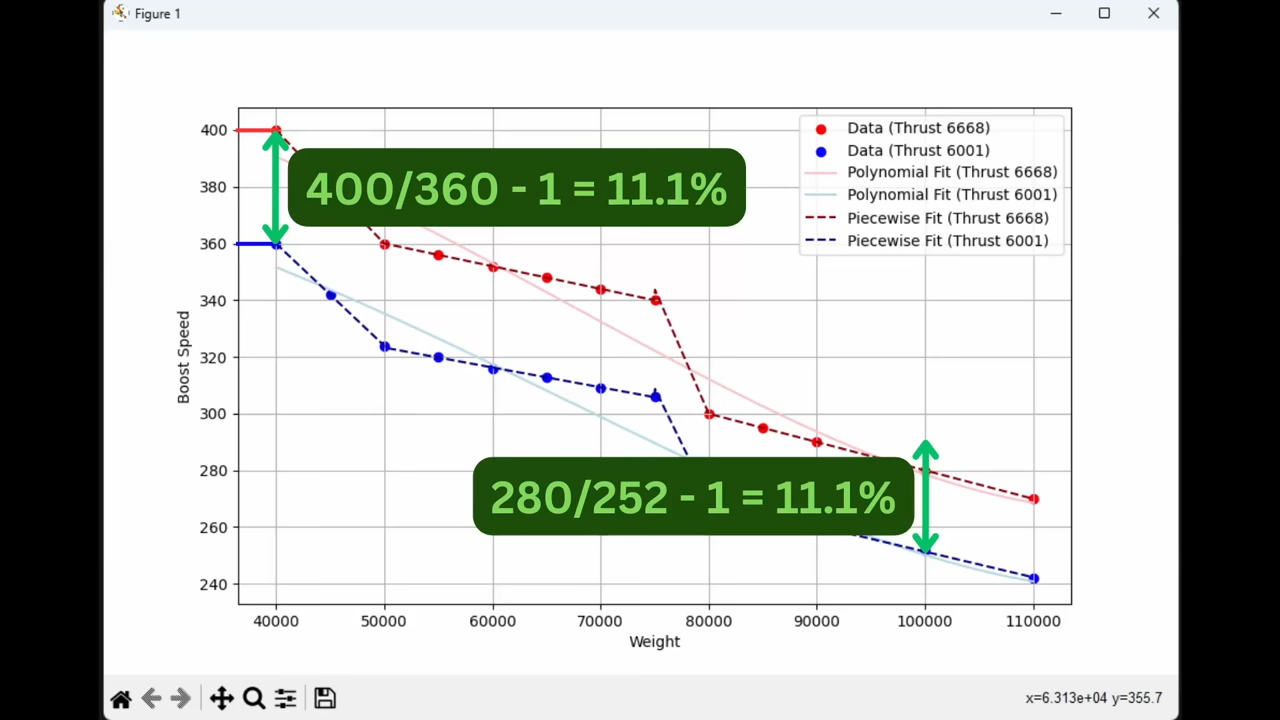 Figure 1
Data (Thrust 6668)
Data (Thrust 6001)
Polynomial Fit (Thrust 6668)
Polynomial Fit (Thrust 6001)
Piecewise Fit (Thrust 6668)
Piecewise Fit (Thrust 6001)
400/360 - 1 = 11.1%
280/252 - 1 = 11.1%
Boost Speed
400
380
360
340
320
300
280
260
240
40000 50000 60000 70000 80000 90000 100000 110000
Weight
x=6.313e+04 y=355.7